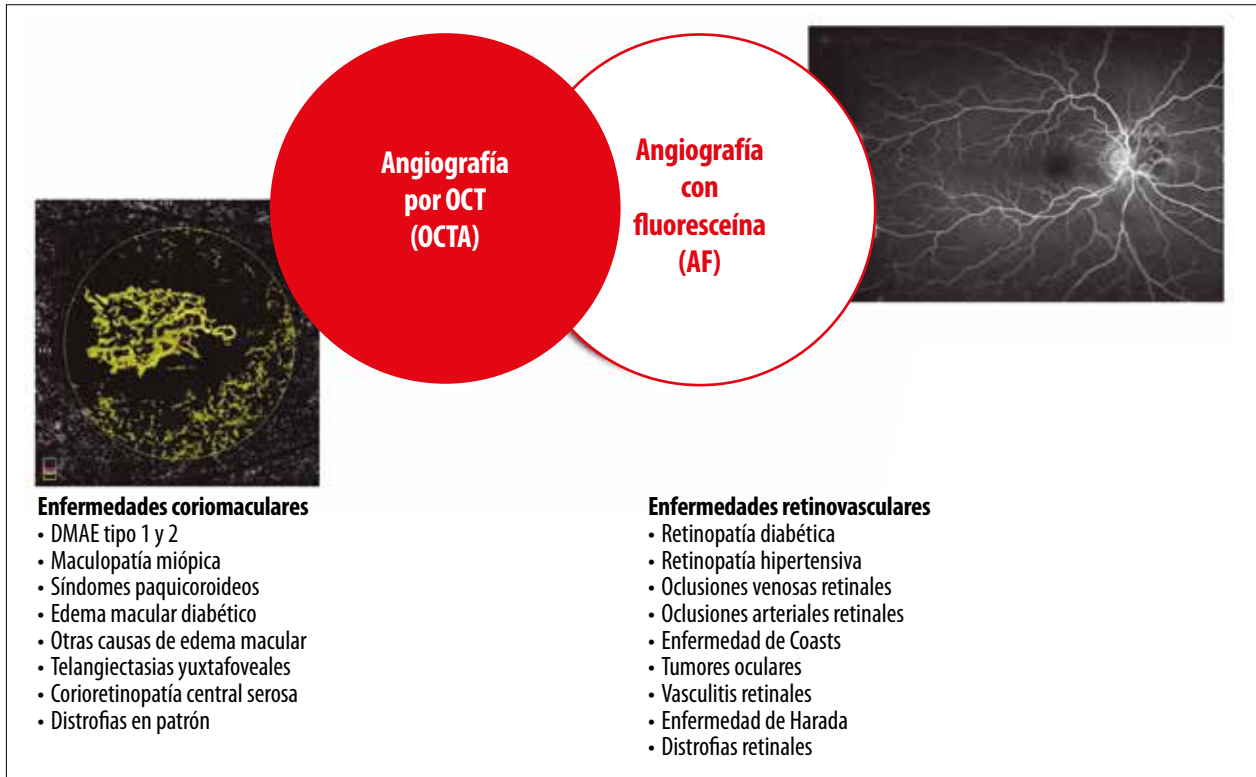 Angiografía
por OCT
(OCTA)
Angiografía
con
fluoresceína
(AF)
Enfermedades coriomaculares
• DMAE tipo 1 y 2
• Maculopatía miópica
• Síndomes paquicoroideos
• Edema macular diabético
• Otras causas de edema macular
• Telangiectasias yuxtafoveales
• Corioretinopatía central serosa
• Distrofias en patrón
Enfermedades retinovasculares
• Retinopatía diabética
• Retinopatía hipertensiva
• Oclusiones venosas retinales
• Oclusiones arteriales retinales
• Enfermedad de Coasts
• Tumores oculares
• Vasculitis retinales
• Enfermedad de Harada
• Distrofias retinales